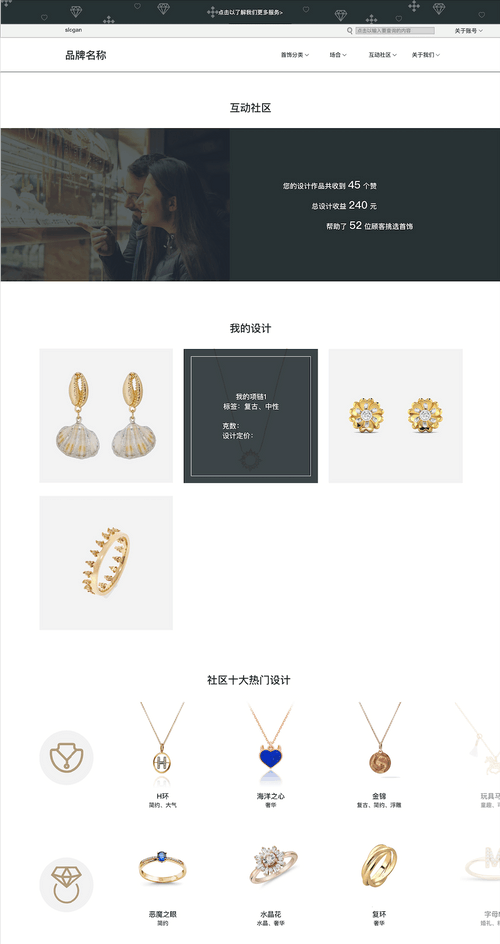 点击以了解我们更多服务>
slogan
点击以输入要查询的内容
关于账号
品牌名称
首饰分类 场合 互动社区 关于我们
互动社区
您的设计作品共收到 45 个赞
总设计收益 240 元
帮助了 52 位顾客挑选首饰
我的设计
我的项链1
标签：复古、中性
克数：
设计定价：
社区十大热门设计
H
H环
简约、大气
海洋之心
奢华
金锦
复古、简约、浮雕
玩具马
童趣、
恶魔之眼
简约
水晶花
水晶、奢华
复环
奢华
M
字母
婚礼、